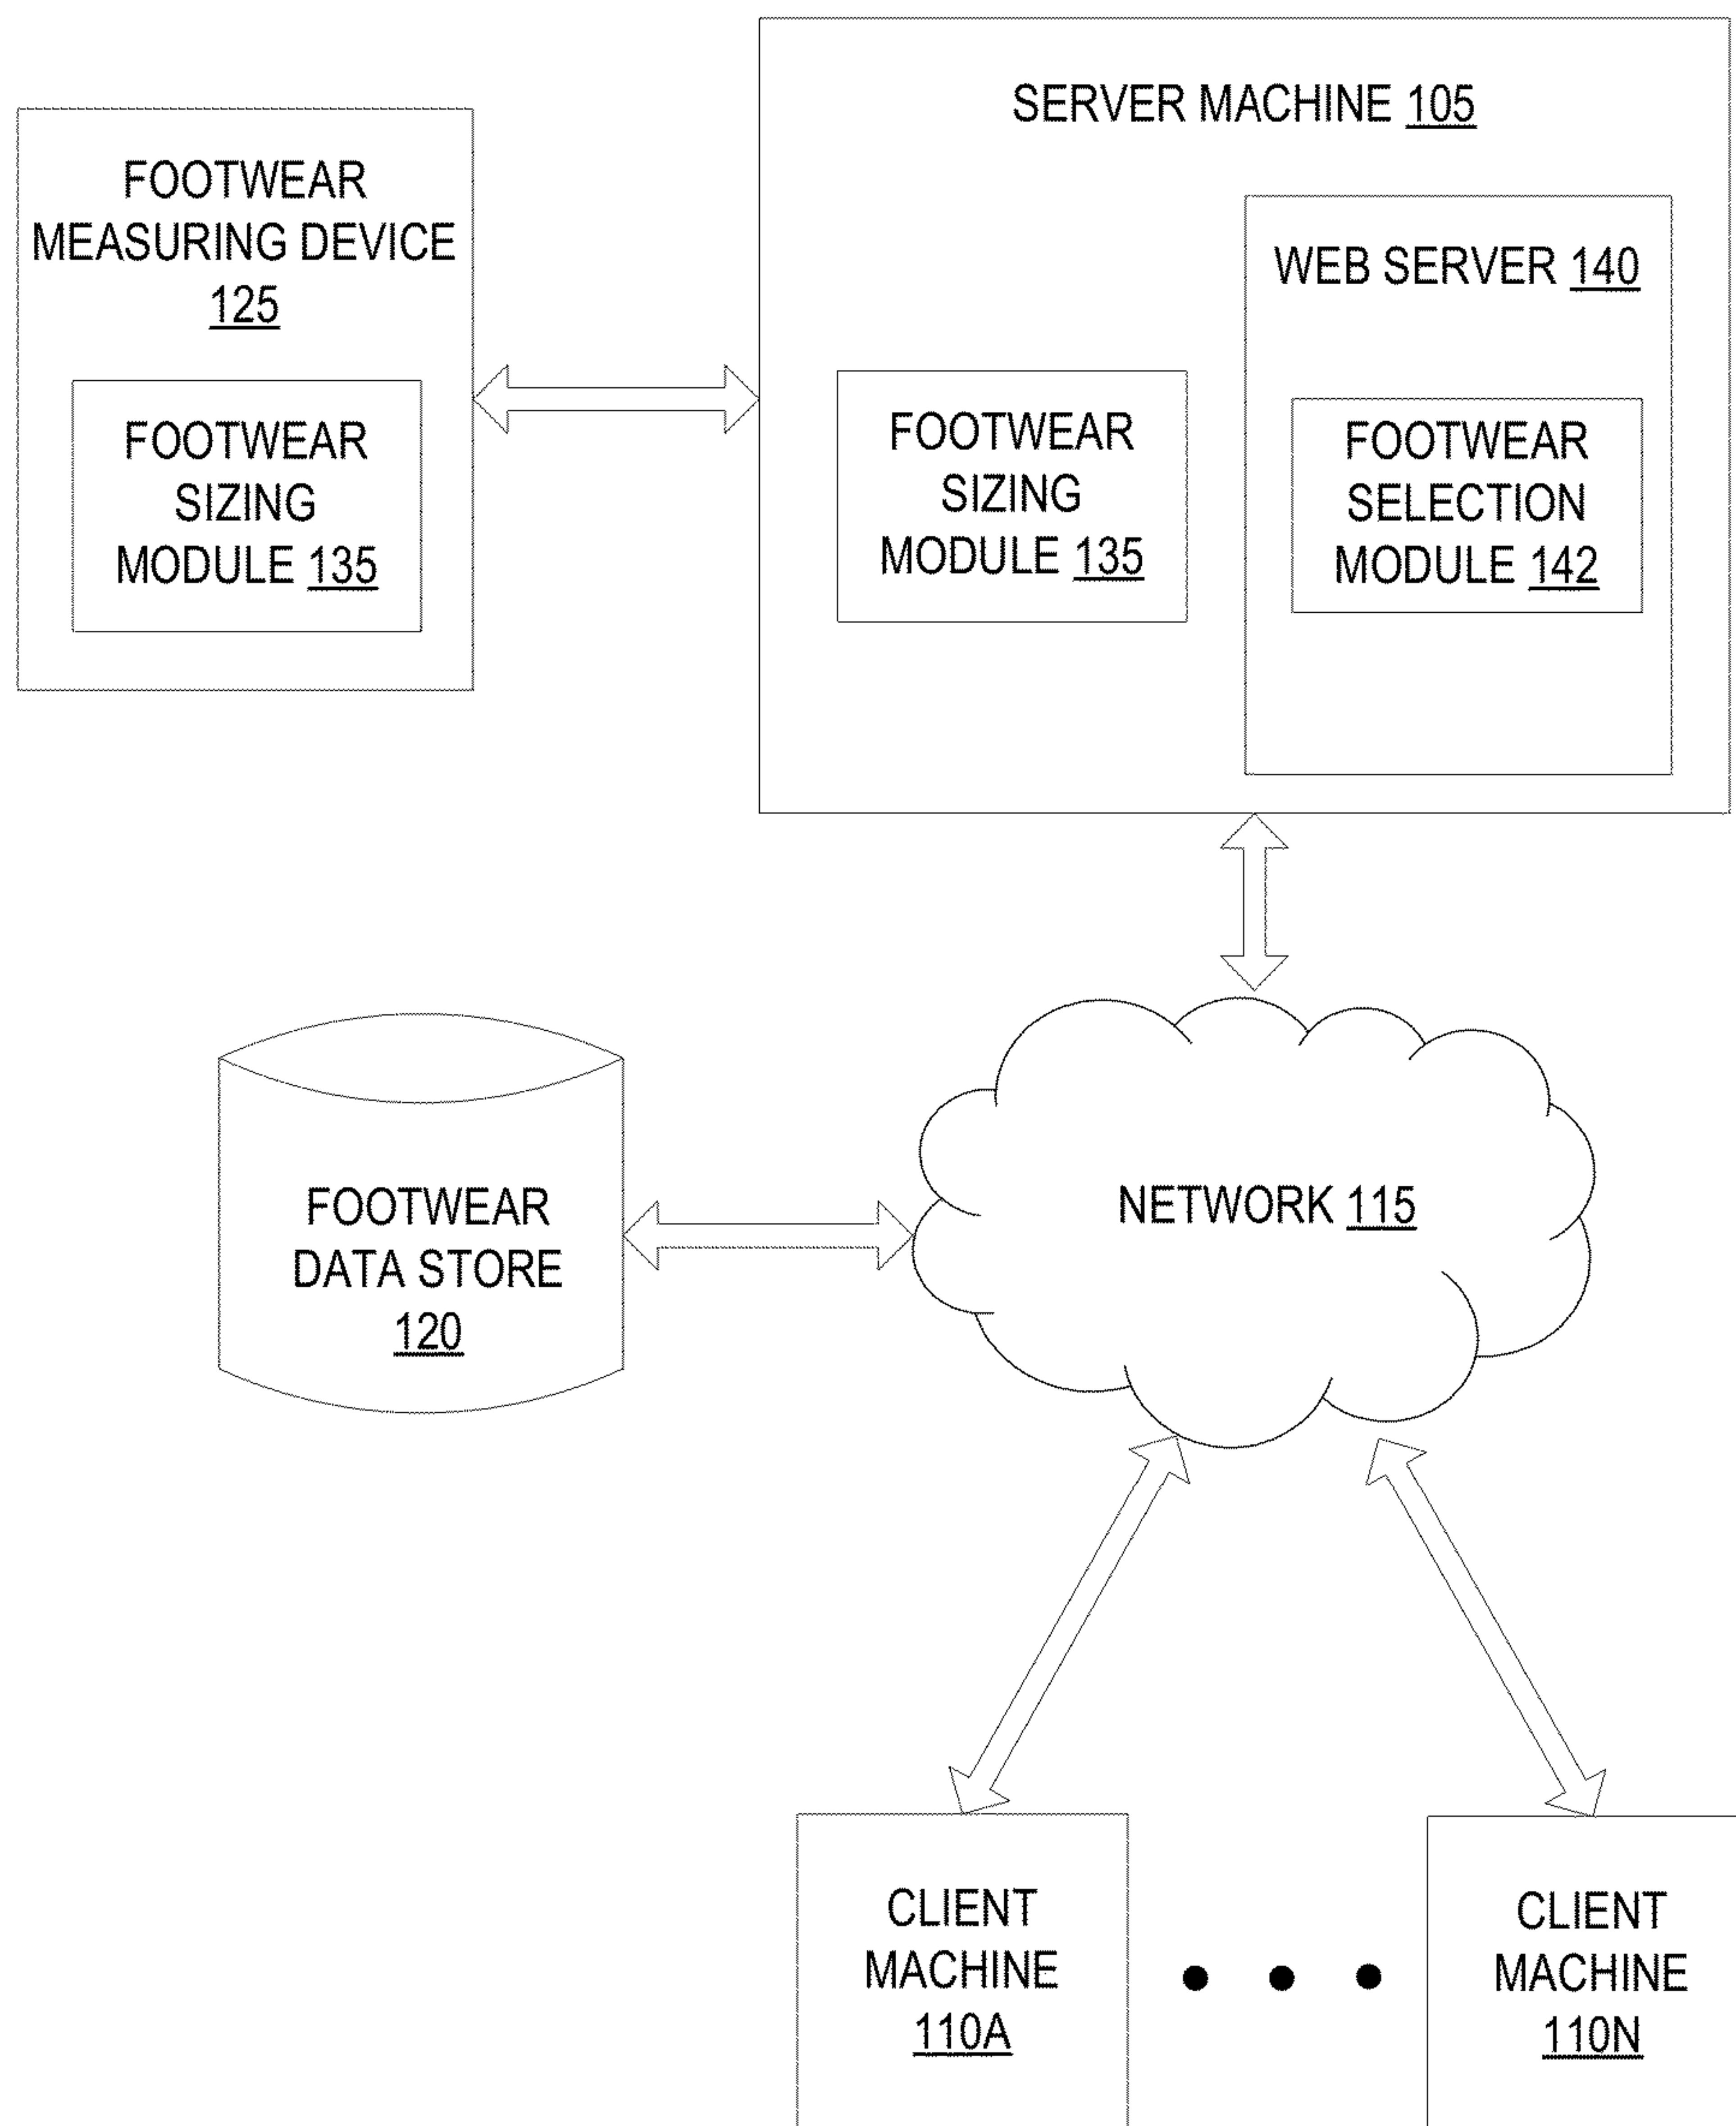 SERVER MACHINE 105
FOOTWEAR
MEASURING DEVICE
125
WEB SERVER 140
FOOTWEAR
SIZING
MODULE 135
FOOTWEAR
SIZING
MODULE 135
FOOTWEAR
SELECTION
MODULE 142
FOOTWEAR
DATA STORE
120
NETWORK 115
CLIENT
MACHINE
110A
CLIENT
MACHINE
110N